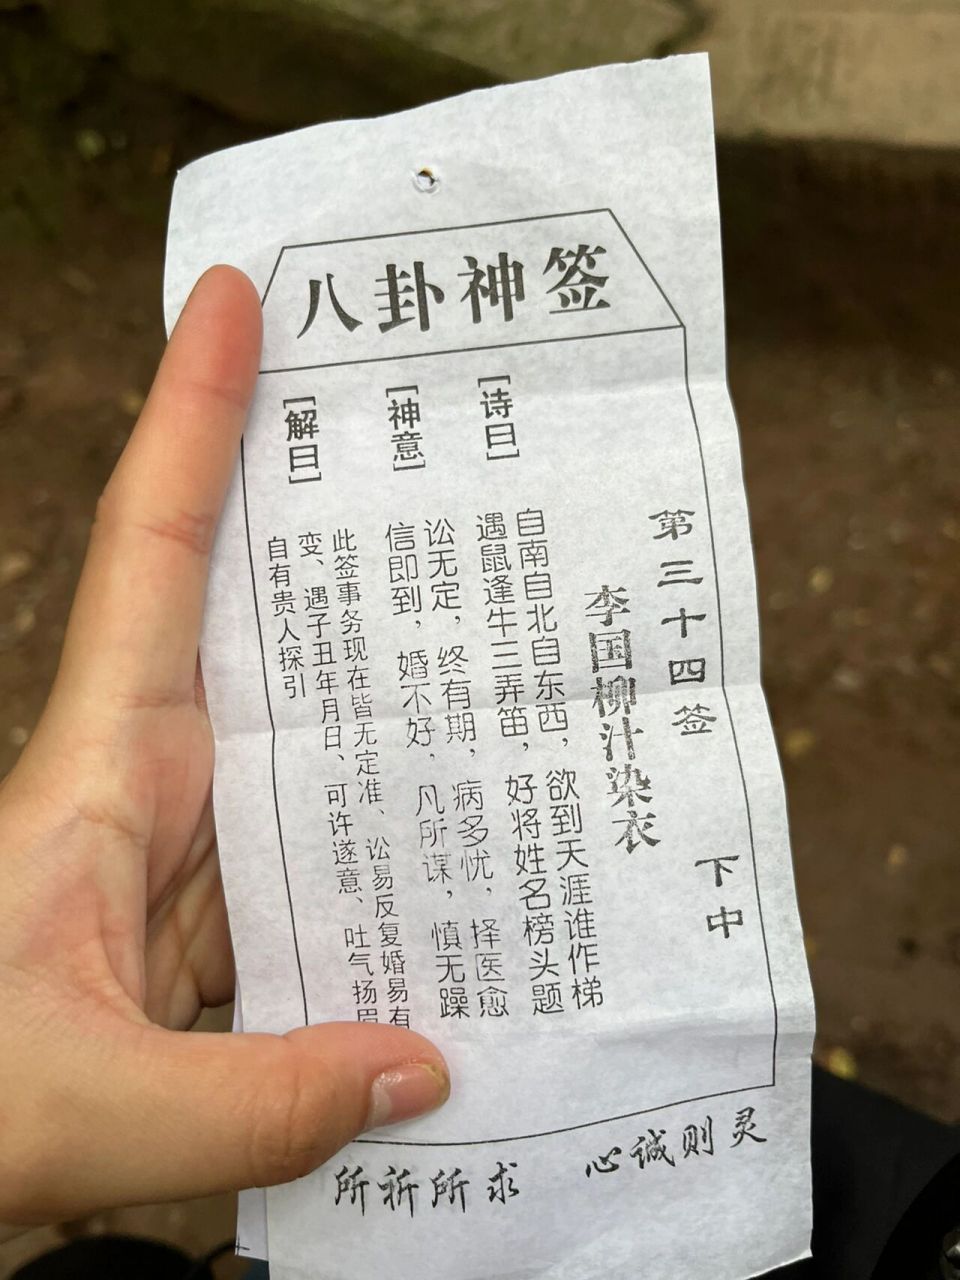 八卦神签
第三十四签 下中
李国柳汁染衣
[诗曰]
自南自北自东西，欲到天涯谁作梯
遇鼠逢牛三弄笛，好将姓名榜头题
[神意]
讼无定，终有期，病多忧，择医愈
信即到，婚不好，凡所谋，慎无躁
[解曰]
此签事务现在皆无定准、讼易反复婚易有
变、遇子丑年月日、可许遂意、吐气扬眉
自有贵人探引
心诚则灵
所祈所求